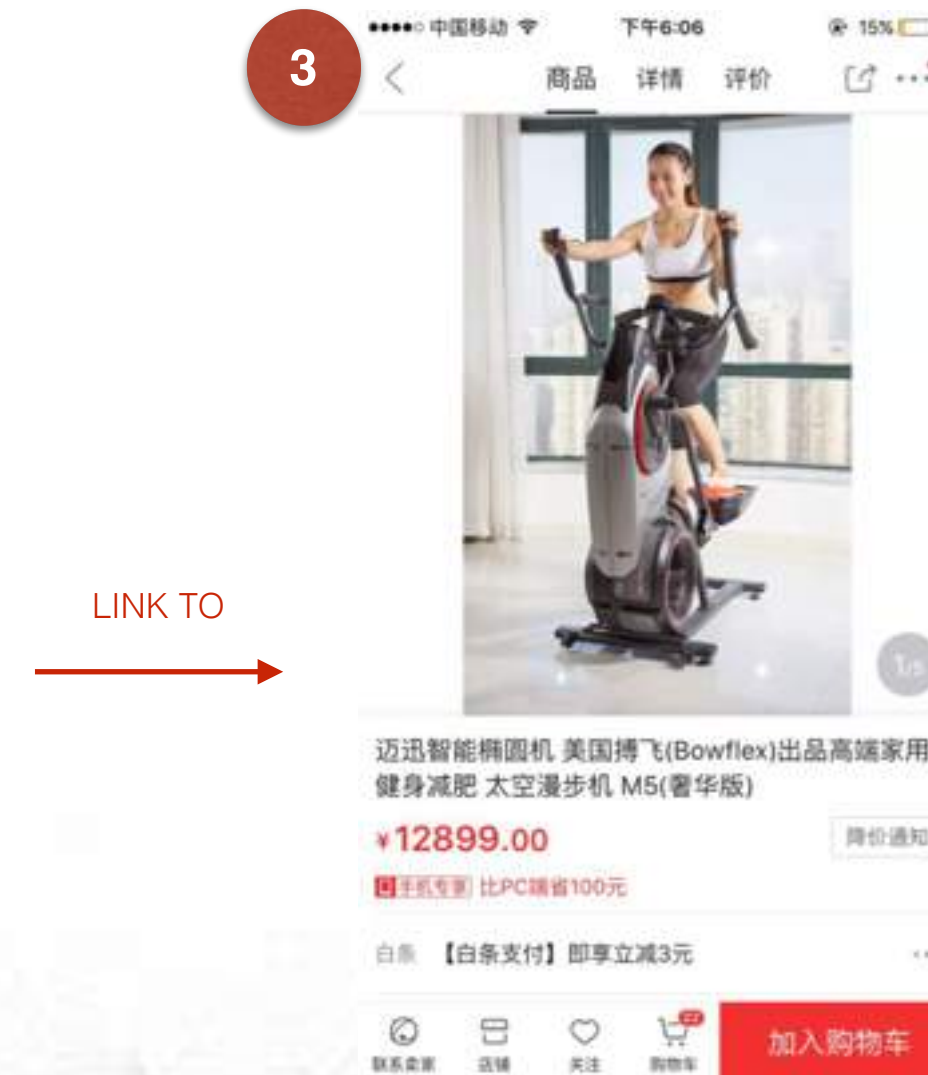 3
中国移动 下午6:06 15%
商品 详情 评价
LINK TO
1/5
迈迅智能椭圆机 美国搏飞(Bowflex)出品高端家用
健身减肥 太空漫步机 M5(奢华版)
¥12899.00 降价通知
手机专享 比PC端省100元
白条 【白条支付】即享立减3元
联系卖家 店铺 关注 购物车 加入购物车